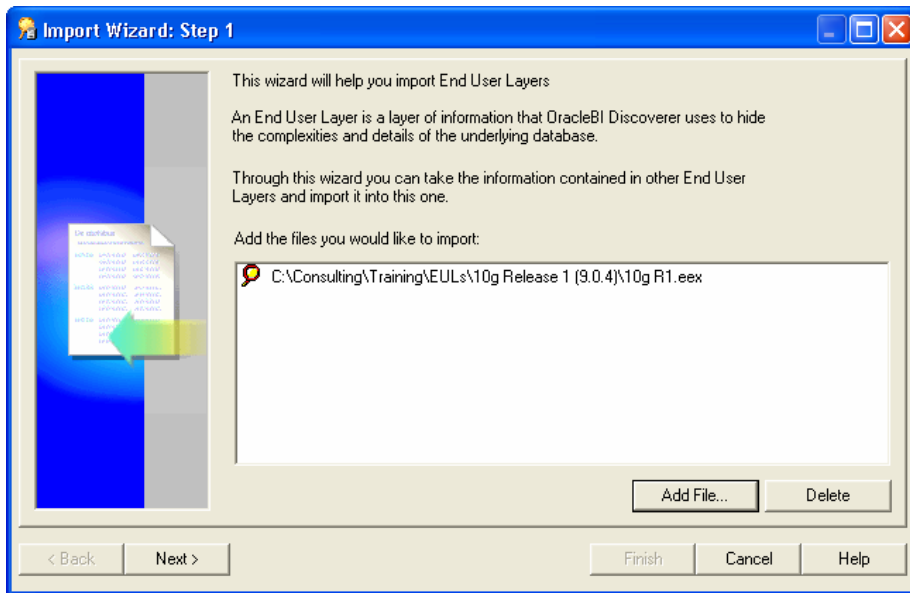 Import Wizard: Step 1
This wizard will help you import End User Layers
An End User Layer is a layer of information that OracleBI Discoverer uses to hide
the complexities and details of the underlying database.
Through this wizard you can take the information contained in other End User
Layers and import it into this one.
Add the files you would like to import:
C:\Consulting\Training\EULs\10g Release 1 (9.0.4)\10g R1.eex
Add File...
Delete
< Back
Next >
Finish
Cancel
Help